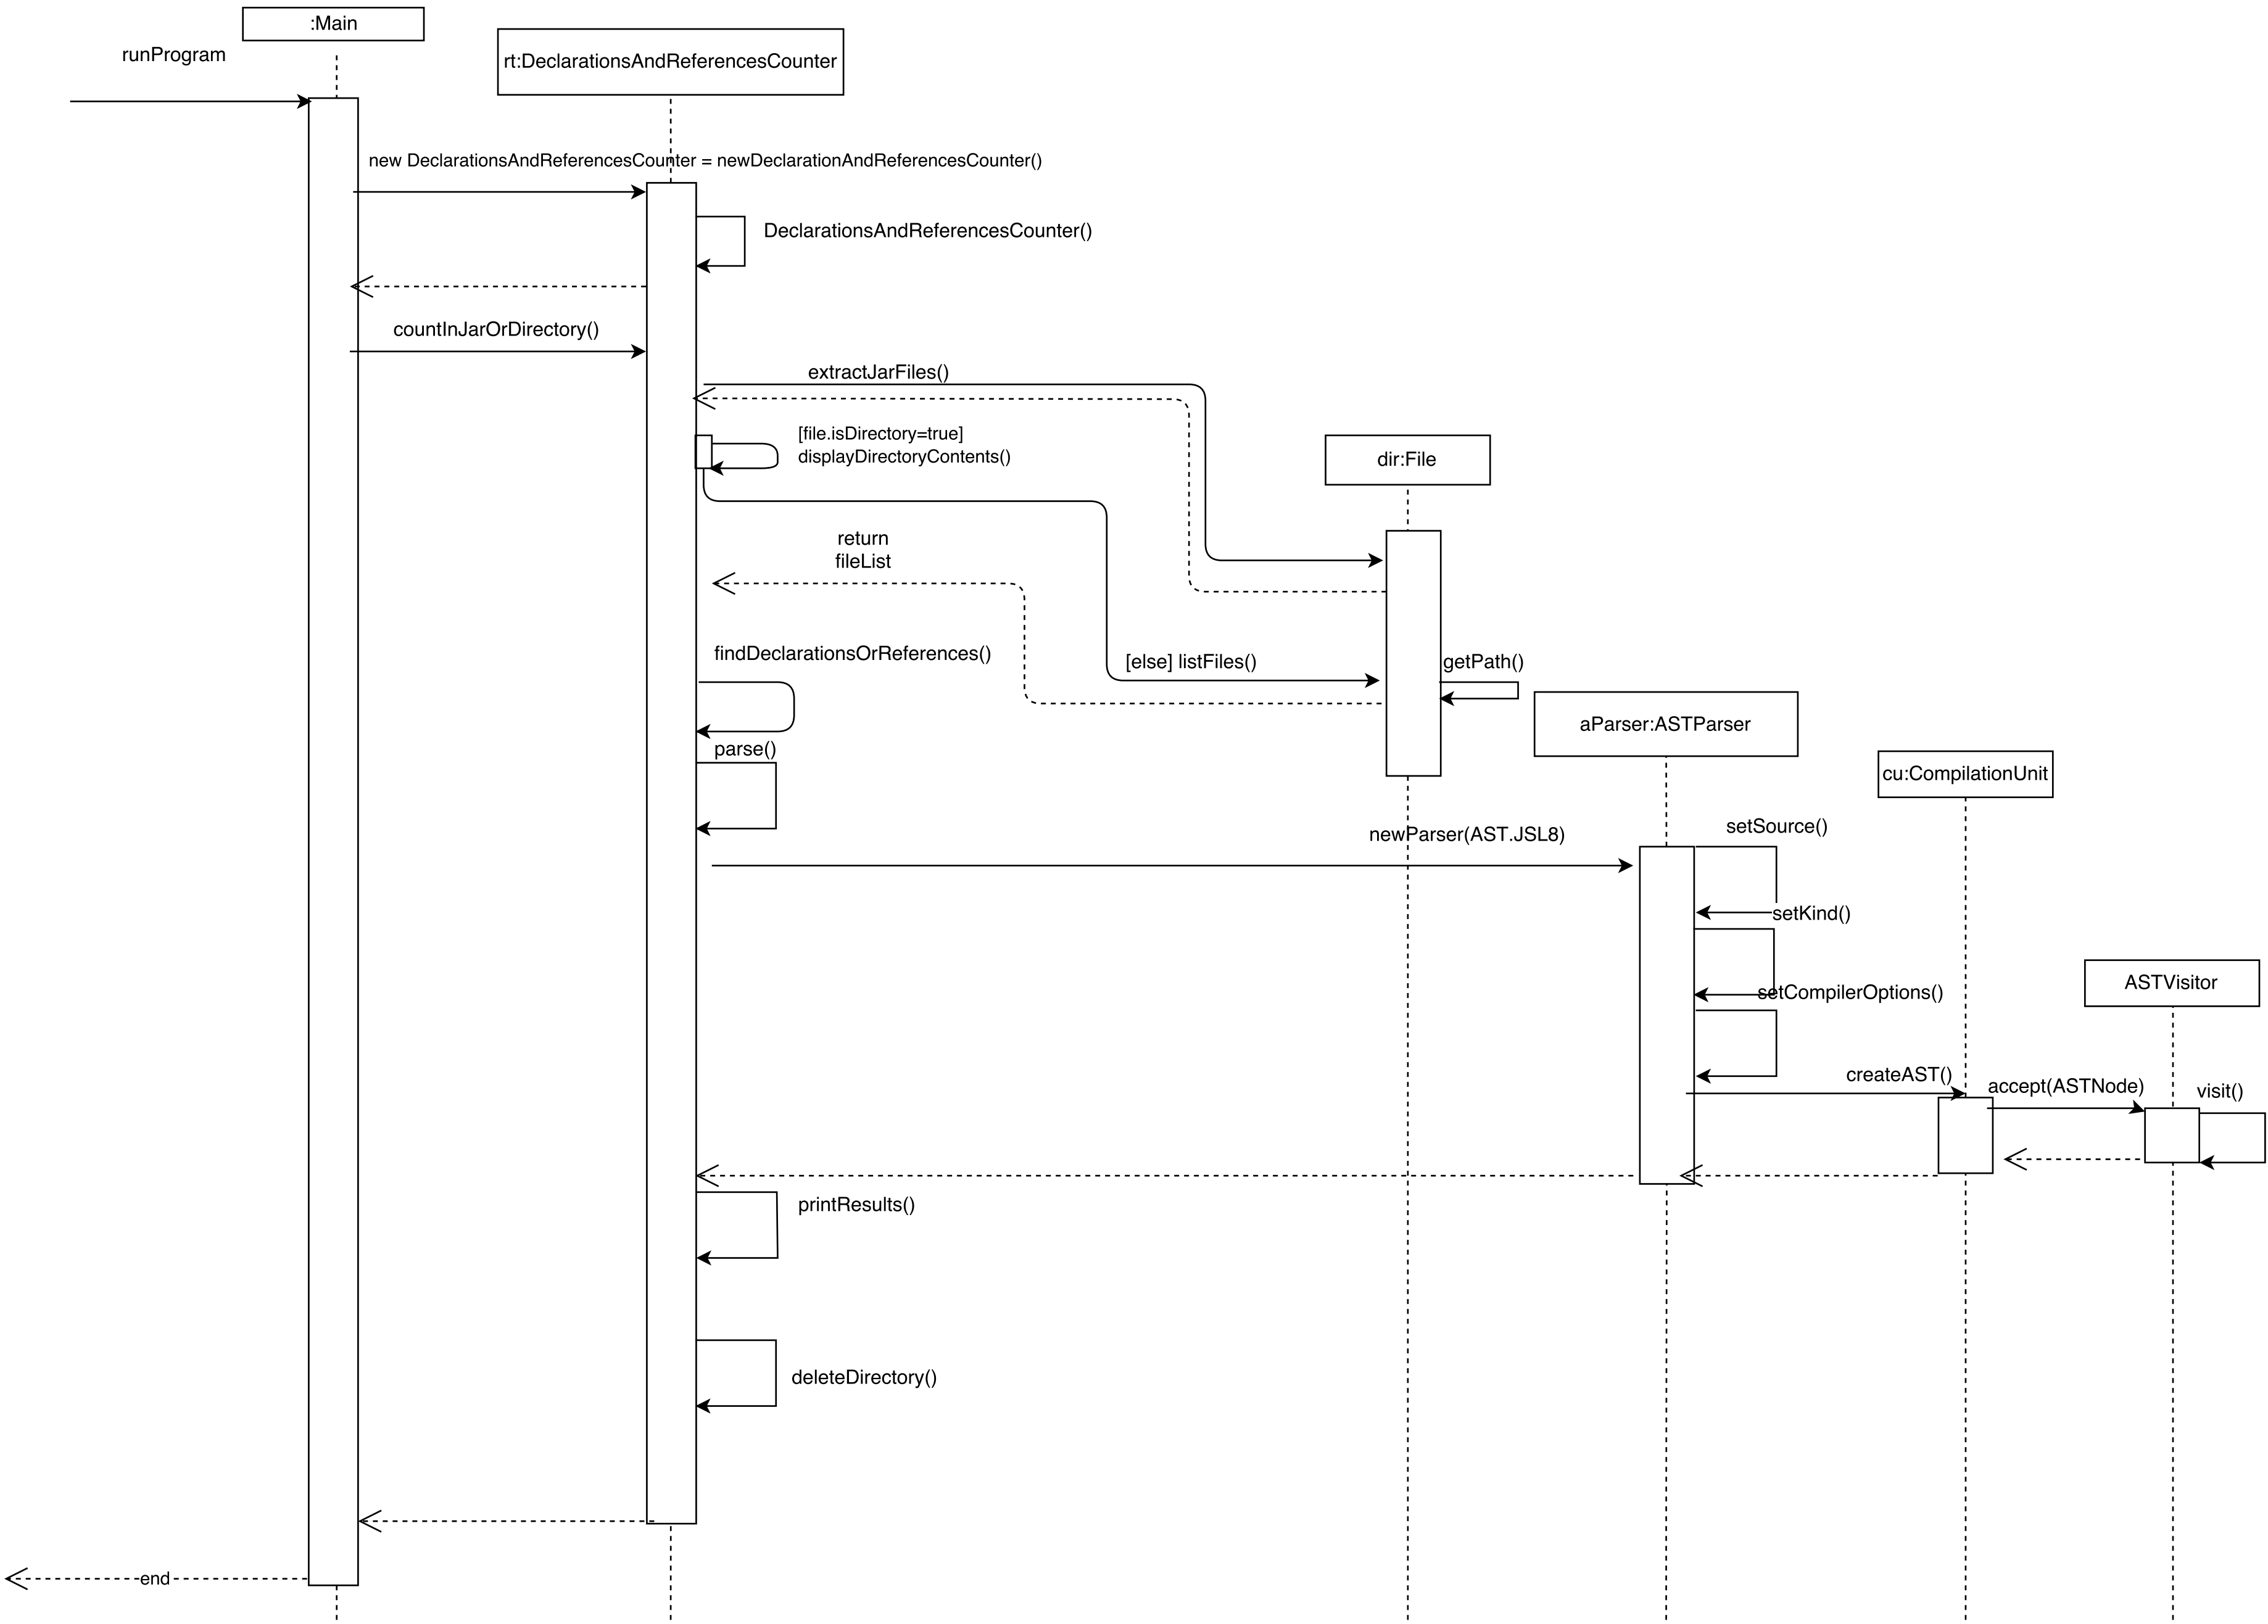 :Main
runProgram
rt:DeclarationsAndReferencesCounter
new DeclarationsAndReferencesCounter = newDeclarationAndReferencesCounter()
DeclarationsAndReferencesCounter()
countInJarOrDirectory()
extractJarFiles()
[file.isDirectory=true]
displayDirectoryContents()
dir:File
return
fileList
findDeclarationsOrReferences()
[else] listFiles()
getPath()
aParser:ASTParser
parse()
cu:CompilationUnit
newParser(AST.JSL8)
setSource()
setKind()
setCompilerOptions()
ASTVisitor
createAST()
accept(ASTNode)
visit()
printResults()
deleteDirectory()
end